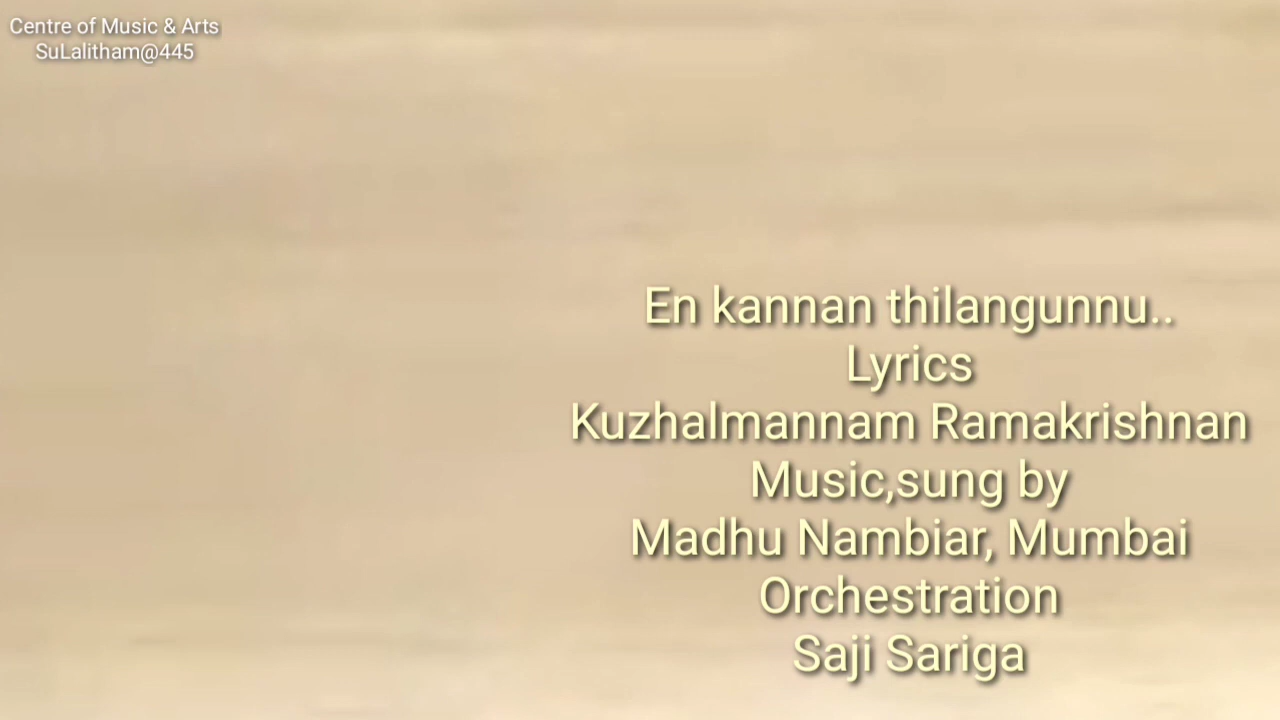 Centre of Music & Arts
SuLalitham@445
En kannan thilangunnu..
Lyrics
Kuzhalmannam Ramakrishnan
Music,sung by
Madhu Nambiar, Mumbai
Orchestration
Saji Sariga